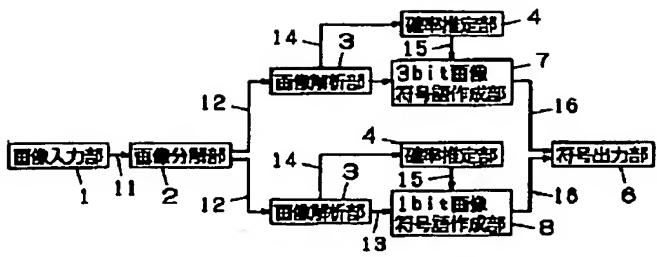 確率推定部
4
14
3
15
7
画像解析部
3bit画像
符号語作成部
12
16
画像入力部
11
画像分解部
4
確率推定部
符号出力部
1
2
14
3
15
16
6
12
画像解析部
13
1bit画像
符号語作成部
8